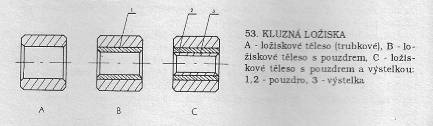 1
2
3
53. KLUZNÁ LOŽISKA
A - ložiskové těleso (trubkové), B - lo-
žiskové těleso s pouzdrem, C - ložis-
kové těleso s pouzdrem a výstelkou:
1,2 - pouzdro, 3 - výstelka
A
B
C